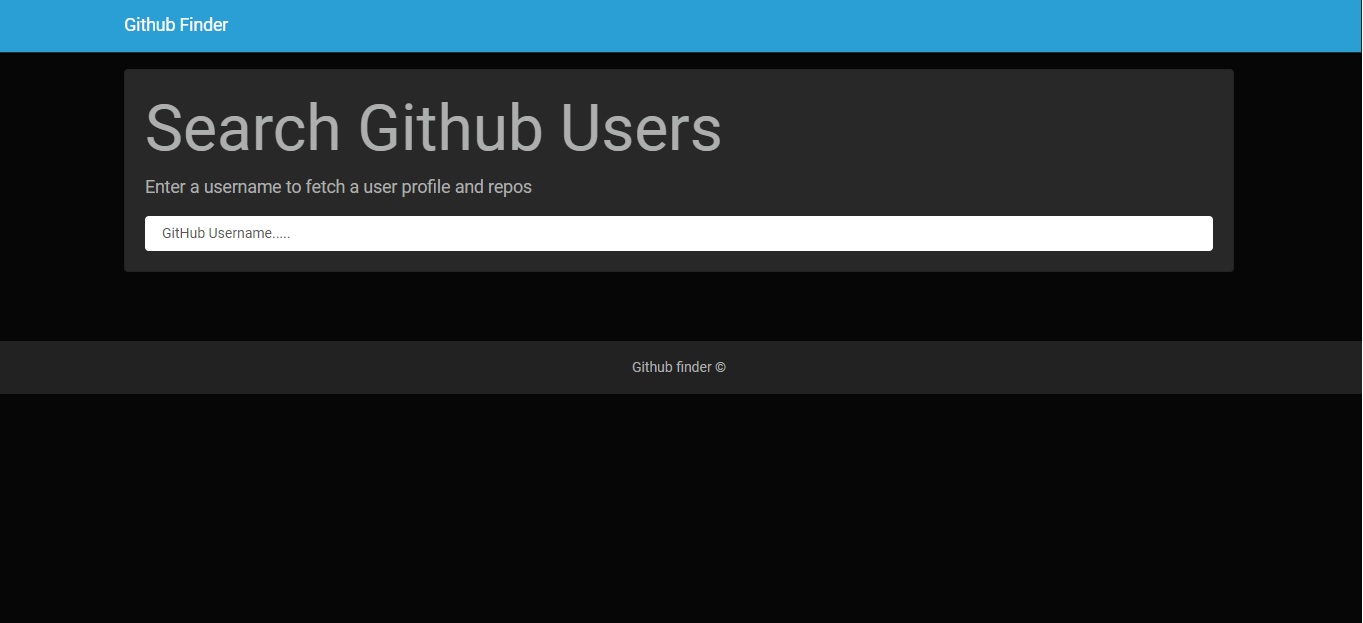 Github Finder
Search Github Users
Enter a username to fetch a user profile and repos
GitHub Username.....
Github finder ©